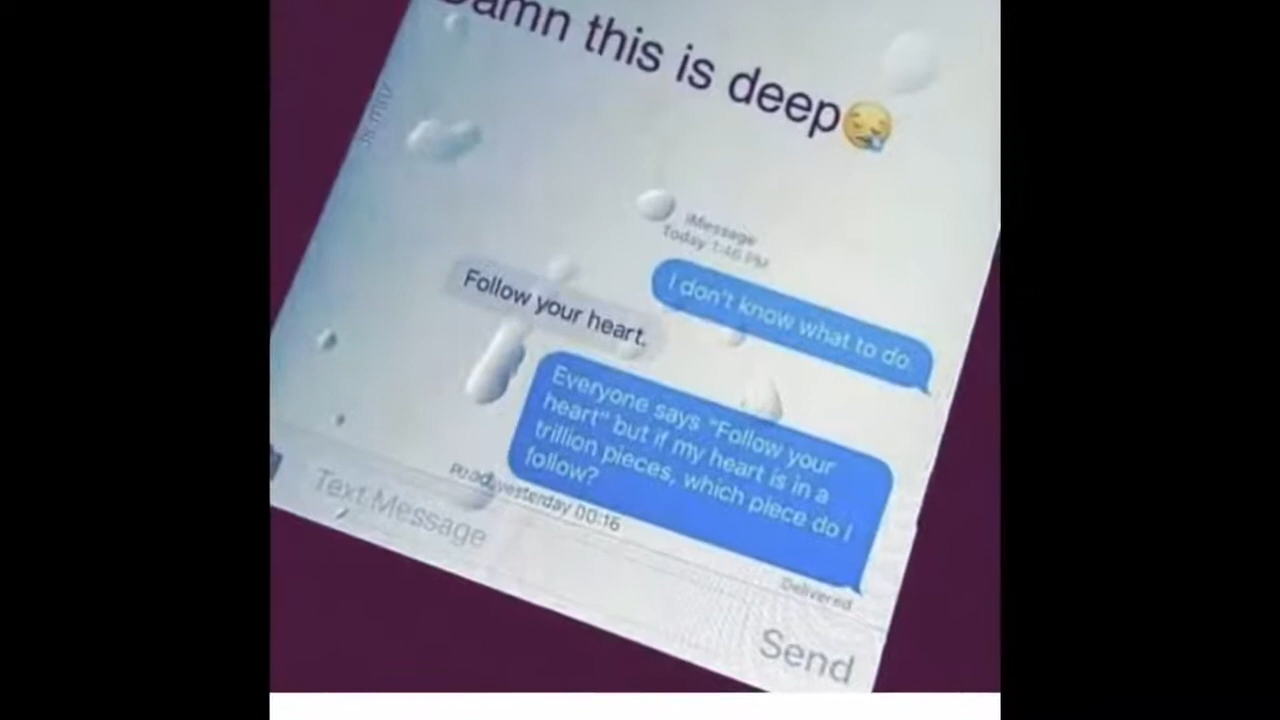 Damn this is deep😪
iMessage
Today 1:46 PM
I don't know what to do.
Follow your heart.
Everyone says "Follow your
heart" but if my heart is in a
trillion pieces, which piece do I
follow?
Read yesterday 00:16
Delivered
Text Message
Send